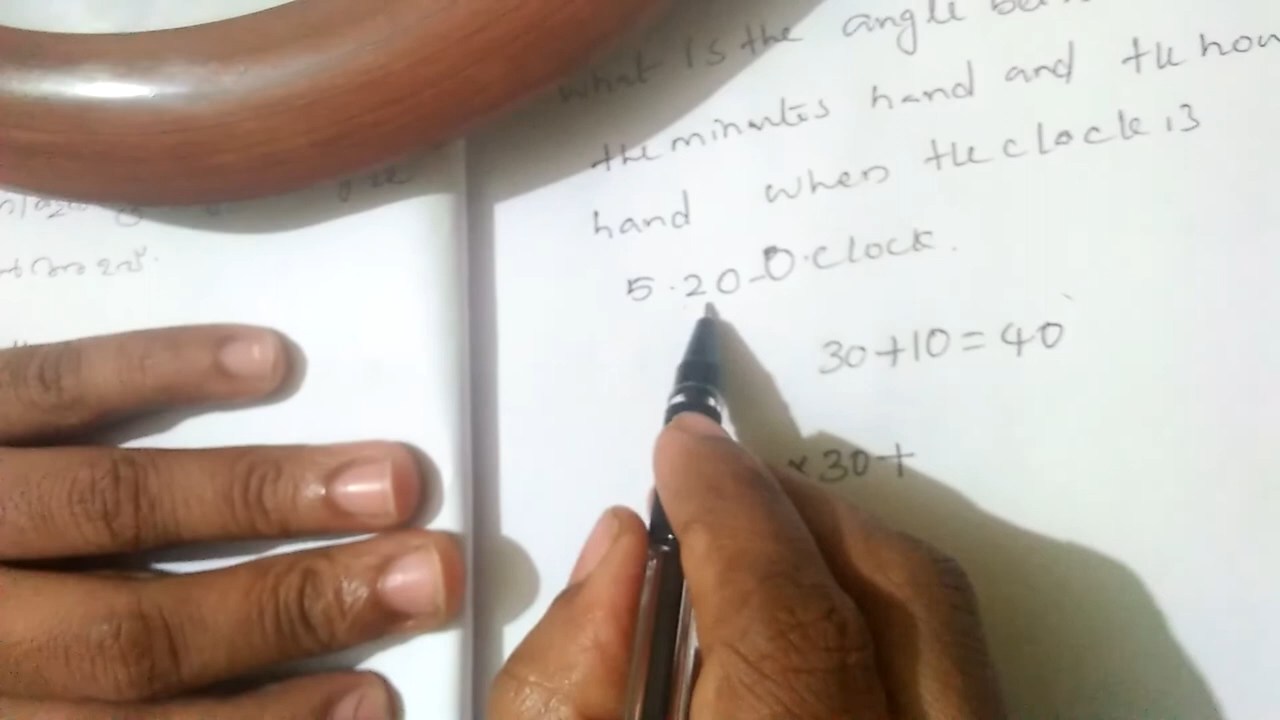 what is the angle
the minutes hand and the
hand when the clock is
5.20-O.clock.
30+10=40
×30+